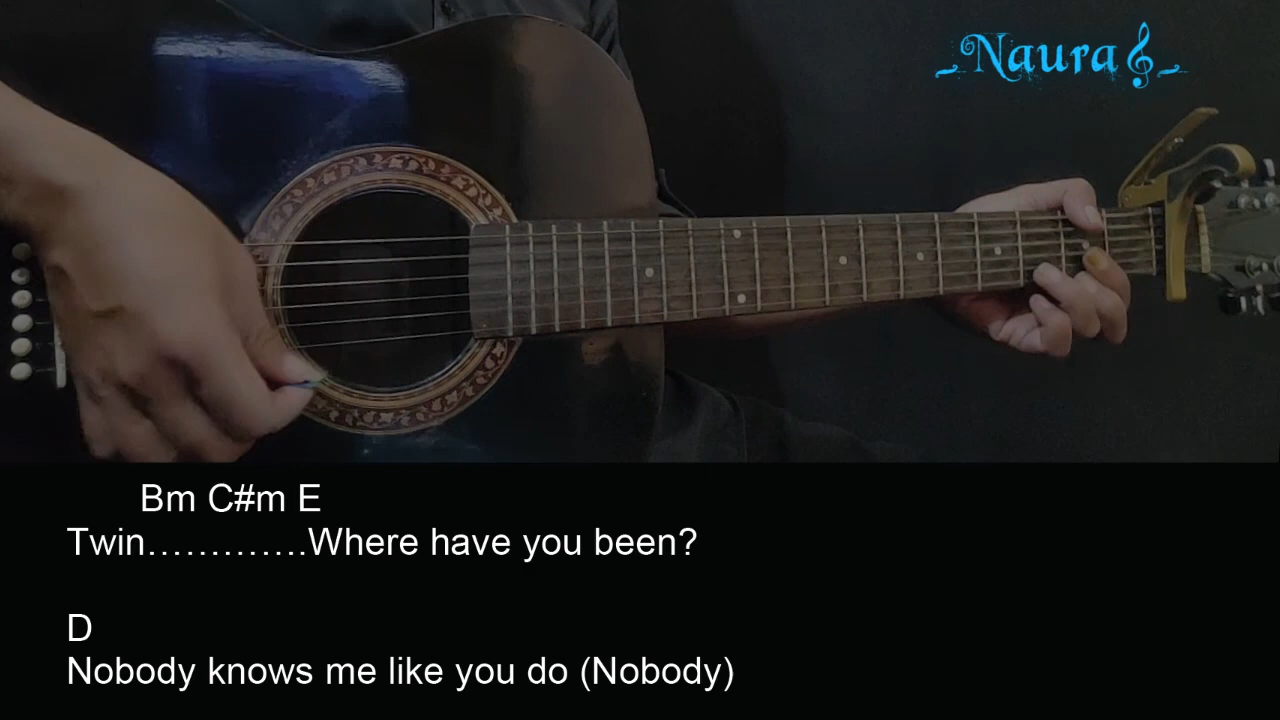 Naura
Bm C#m E
Twin.............Where have you been?
D
Nobody knows me like you do (Nobody)